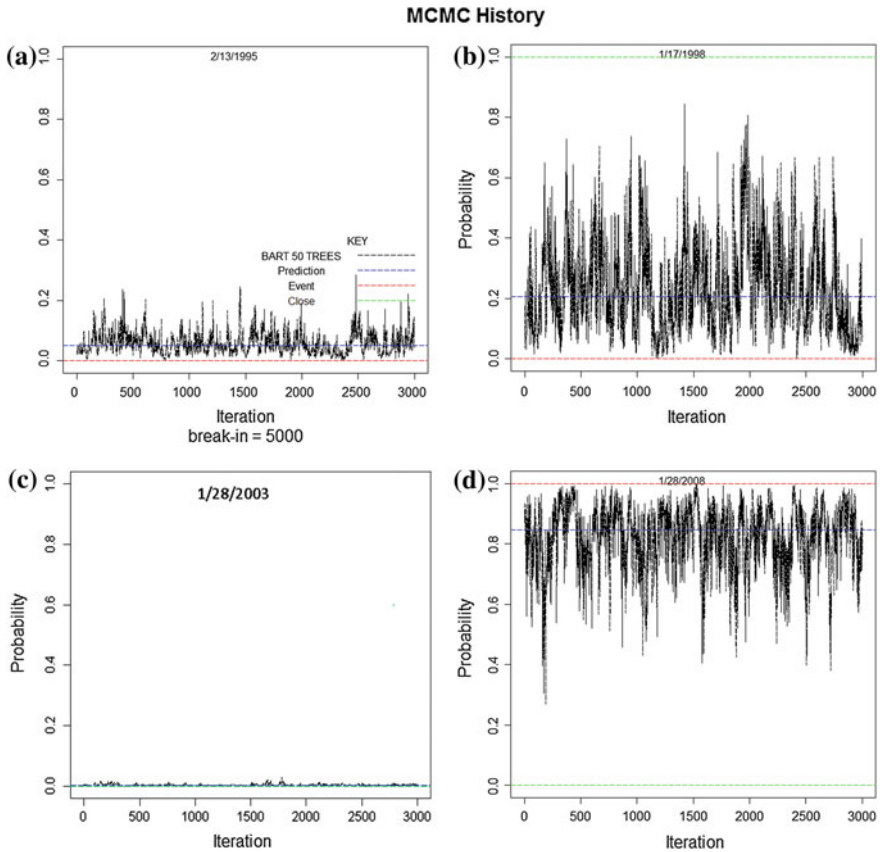 MCMC History
(a)
2/13/1995
1.0
0.8
0.6
0.4
0.2
0.0
KEY
BART 50 TREES
Prediction
Event
Close
0 500 1000 1500 2000 2500 3000
Iteration
break-in = 5000
(b)
1/17/1998
Probability
1.0
0.8
0.6
0.4
0.2
0.0
0 500 1000 1500 2000 2500 3000
Iteration
(c)
1/28/2003
Probability
1.0
0.8
0.6
0.4
0.2
0.0
0 500 1000 1500 2000 2500 3000
Iteration
(d)
1/28/2008
Probability
1.0
0.8
0.6
0.4
0.2
0.0
0 500 1000 1500 2000 2500 3000
Iteration